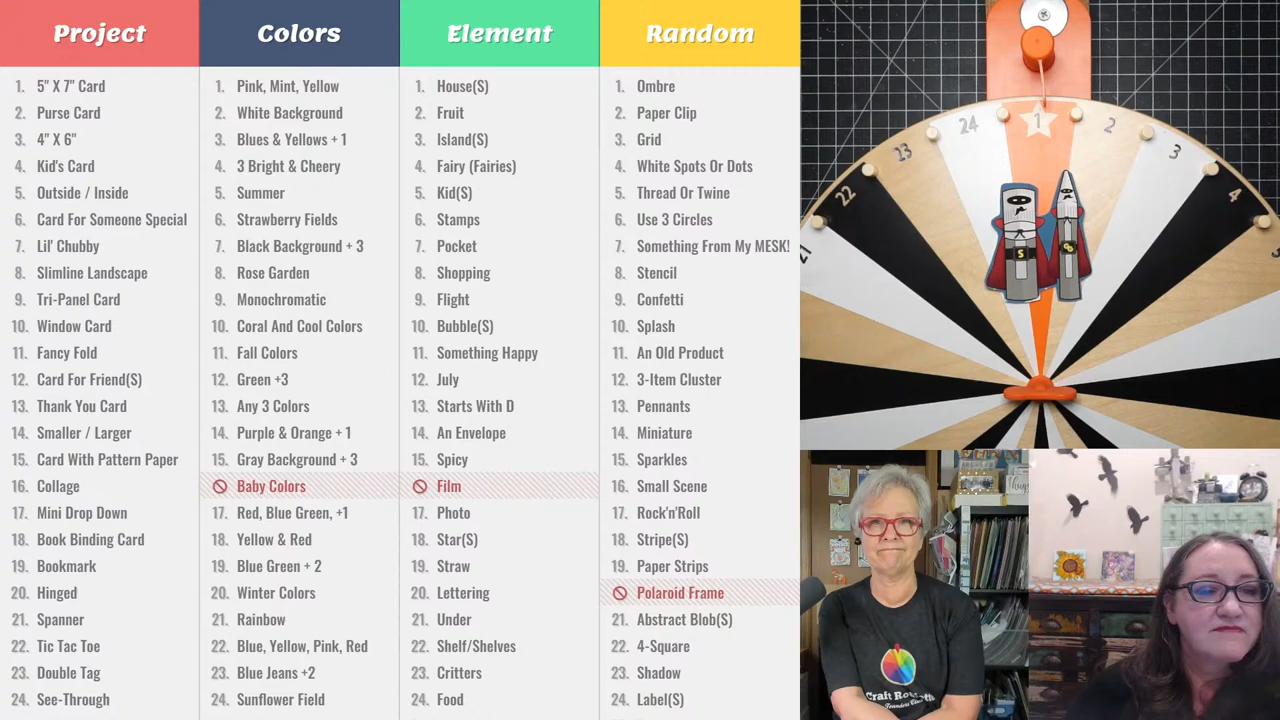 Project
1. 5" X 7" Card
2. Purse Card
3. 4" X 6"
4. Kid's Card
5. Outside / Inside
6. Card For Someone Special
7. Lil' Chubby
8. Slimline Landscape
9. Tri-Panel Card
10. Window Card
11. Fancy Fold
12. Card For Friend(S)
13. Thank You Card
14. Smaller / Larger
15. Card With Pattern Paper
16. Collage
17. Mini Drop Down
18. Book Binding Card
19. Bookmark
20. Hinged
21. Spanner
22. Tic Tac Toe
23. Double Tag
24. See-Through
Colors
1. Pink, Mint, Yellow
2. White Background
3. Blues & Yellows + 1
4. 3 Bright & Cheery
5. Summer
6. Strawberry Fields
7. Black Background + 3
8. Rose Garden
9. Monochromatic
10. Coral And Cool Colors
11. Fall Colors
12. Green +3
13. Any 3 Colors
14. Purple & Orange + 1
15. Gray Background + 3
Baby Colors
17. Red, Blue Green, +1
18. Yellow & Red
19. Blue Green + 2
20. Winter Colors
21. Rainbow
22. Blue, Yellow, Pink, Red
23. Blue Jeans +2
24. Sunflower Field
Element
1. House(S)
2. Fruit
3. Island(S)
4. Fairy (Fairies)
5. Kid(S)
6. Stamps
7. Pocket
8. Shopping
9. Flight
10. Bubble(S)
11. Something Happy
12. July
13. Starts With D
14. An Envelope
15. Spicy
Film
17. Photo
18. Star(S)
19. Straw
20. Lettering
21. Under
22. Shelf/Shelves
23. Critters
24. Food
Random
1. Ombre
2. Paper Clip
3. Grid
4. White Spots Or Dots
5. Thread Or Twine
6. Use 3 Circles
7. Something From My MESK!
8. Stencil
9. Confetti
10. Splash
11. An Old Product
12. 3-Item Cluster
13. Pennants
14. Miniature
15. Sparkles
16. Small Scene
17. Rock'n'Roll
18. Stripe(S)
19. Paper Strips
Polaroid Frame
21. Abstract Blob(S)
22. 4-Square
23. Shadow
24. Label(S)
21
22
23
24
1
2
3
4
S
Craft